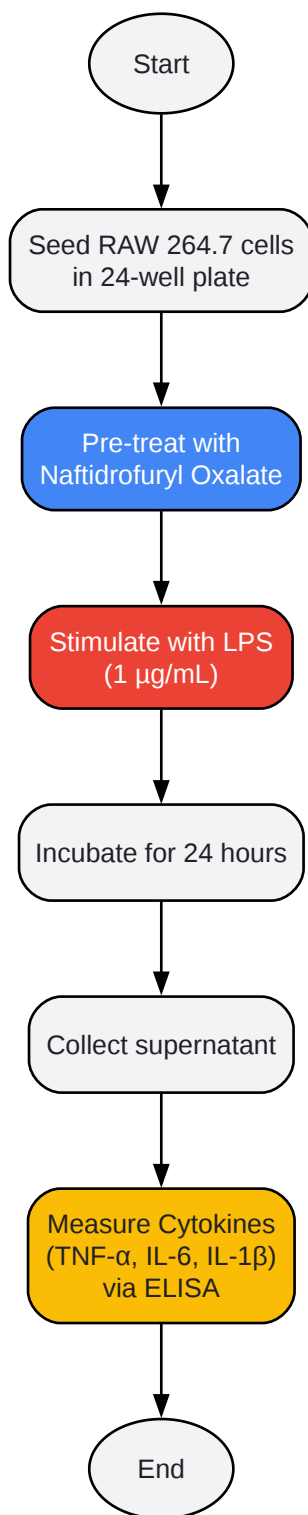 Start
Seed RAW 264.7 cells
in 24-well plate
Pre-treat with
Naftidrofuryl Oxalate
Stimulate with LPS
(1 µg/mL)
Incubate for 24 hours
Collect supernatant
Measure Cytokines
(TNF-α, IL-6, IL-1β)
via ELISA
End